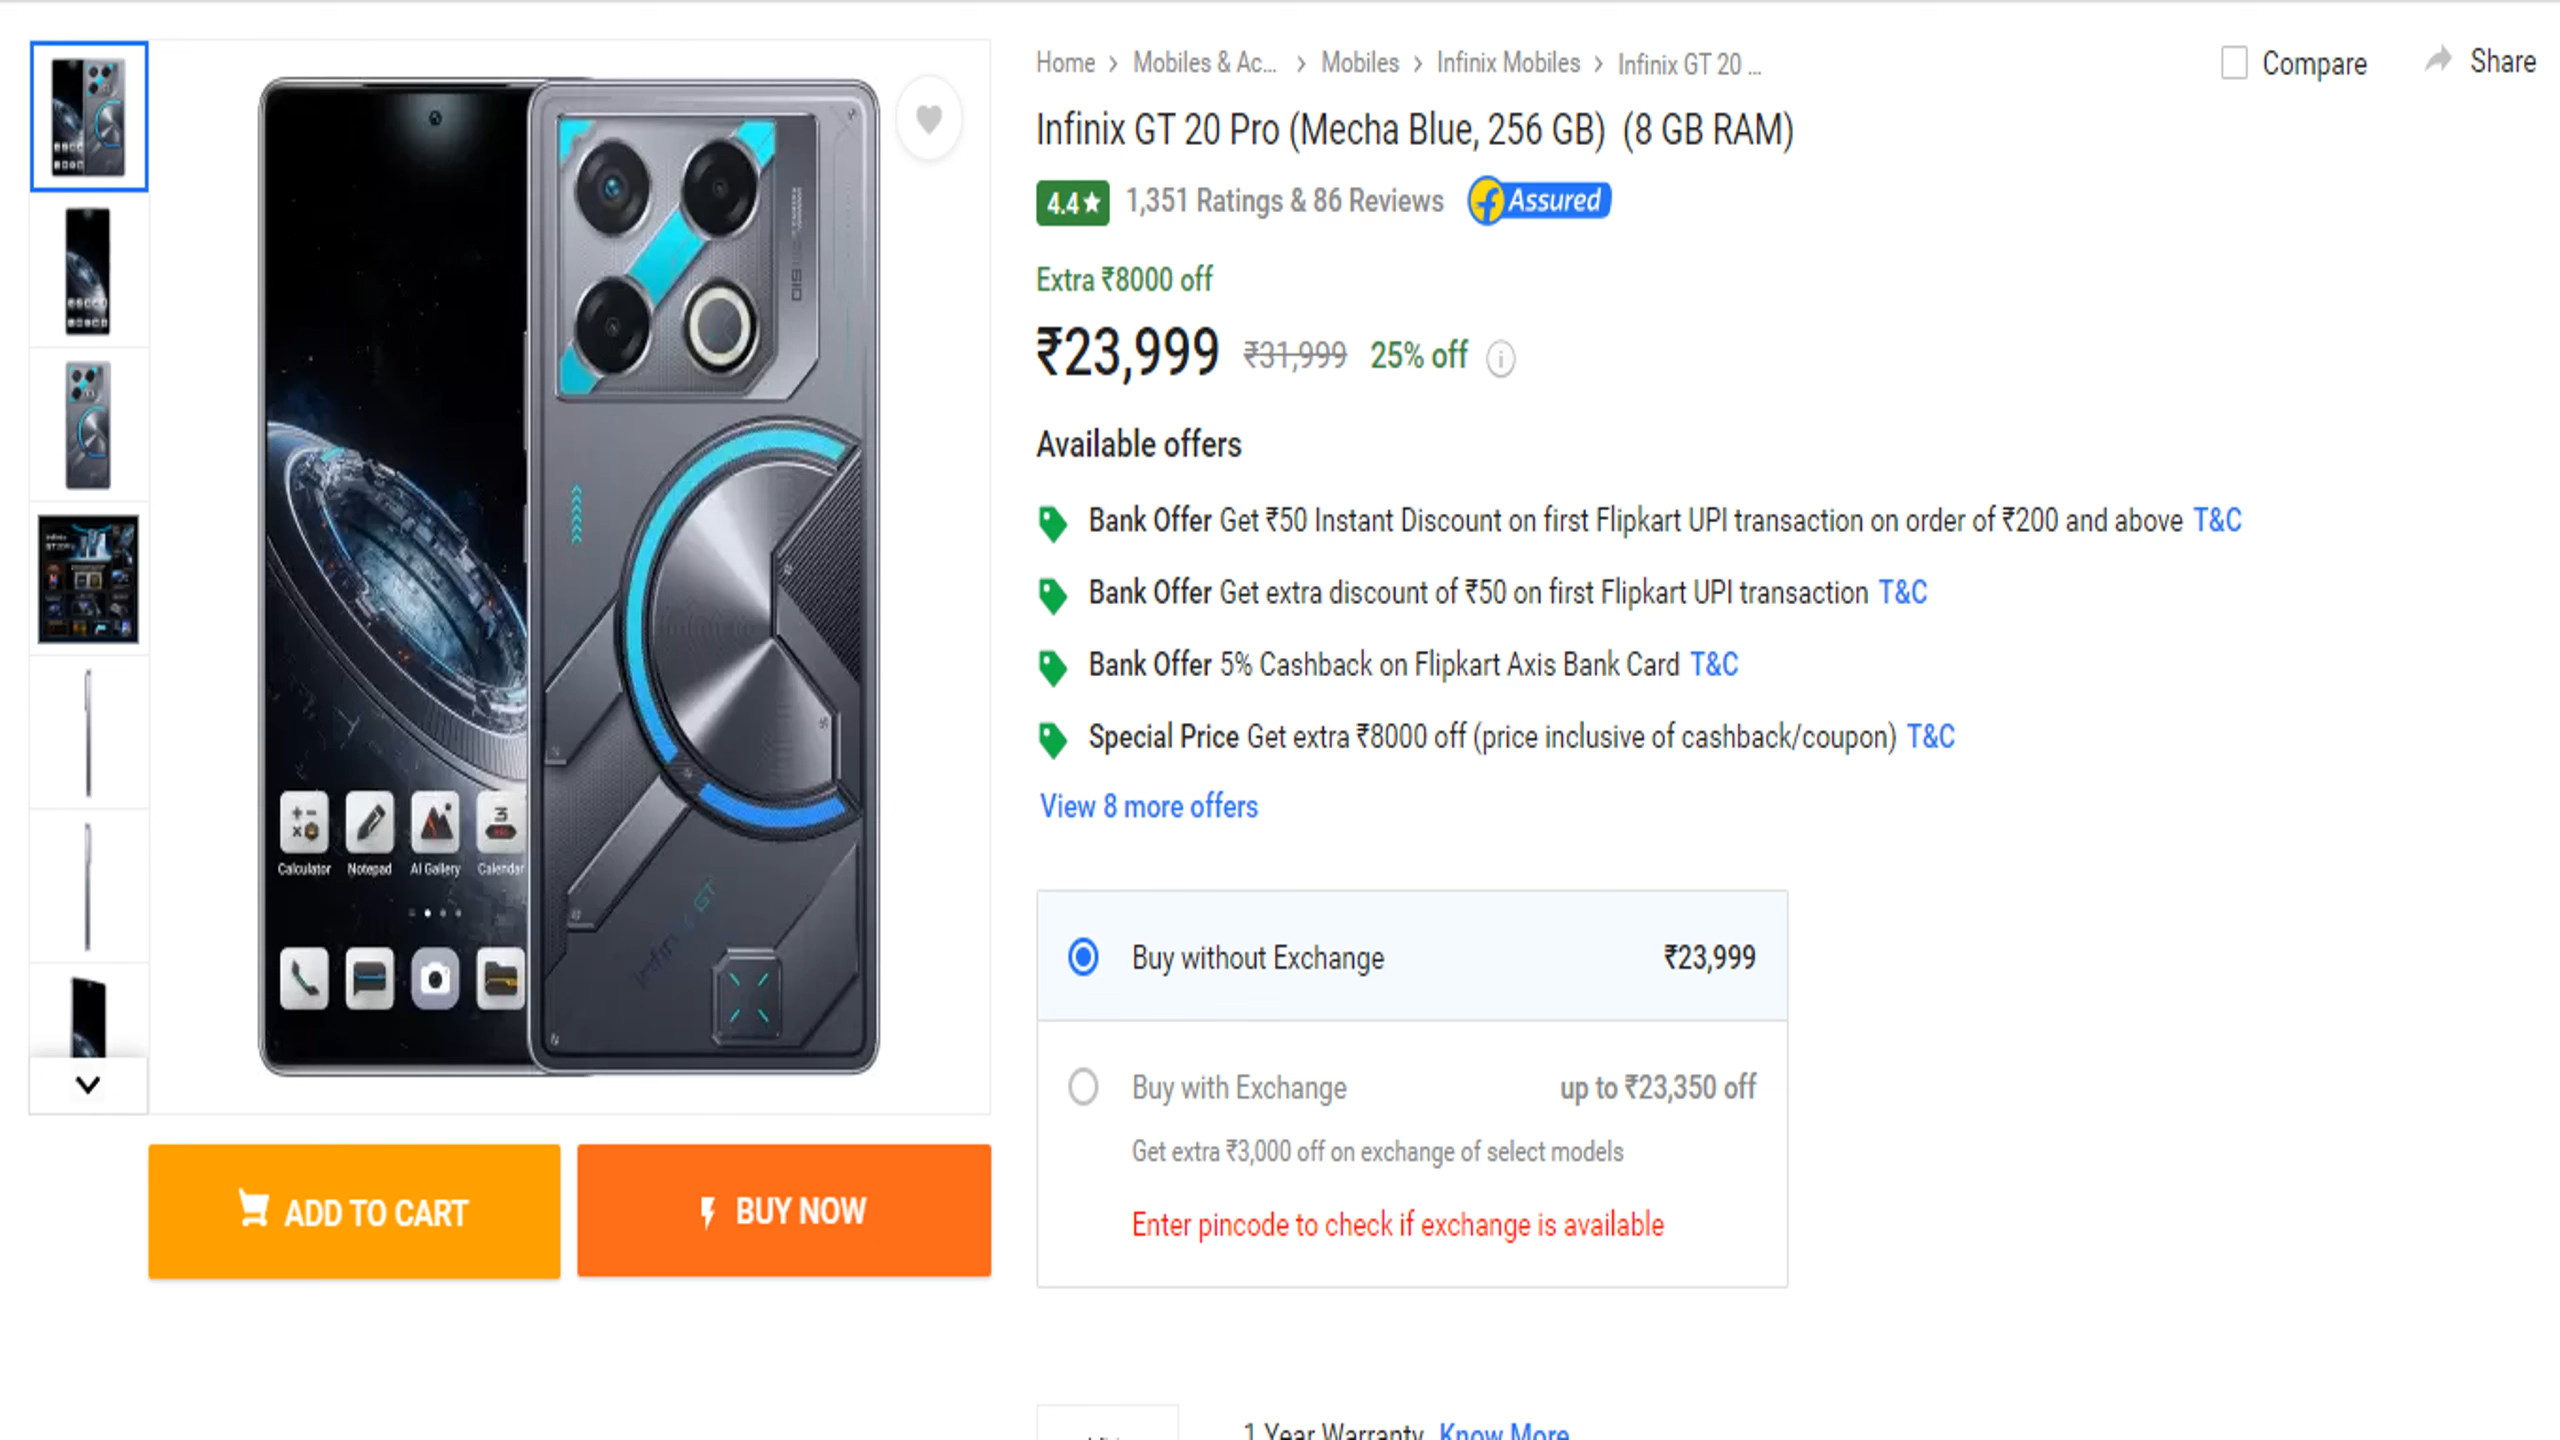 Home > Mobiles & Ac... > Mobiles > Infinix Mobiles > Infinix GT 20 ...
Compare
Share
Infinix GT 20 Pro (Mecha Blue, 256 GB) (8 GB RAM)
4.4★ 1,351 Ratings & 86 Reviews Assured
Extra ₹8000 off
₹23,999 ₹31,999 25% off
Available offers
Bank Offer Get ₹50 Instant Discount on first Flipkart UPI transaction on order of ₹200 and above T&C
Bank Offer Get extra discount of ₹50 on first Flipkart UPI transaction T&C
Bank Offer 5% Cashback on Flipkart Axis Bank Card T&C
Special Price Get extra ₹8000 off (price inclusive of cashback/coupon) T&C
View 8 more offers
Buy without Exchange ₹23,999
Buy with Exchange up to ₹23,350 off
Get extra ₹3,000 off on exchange of select models
Enter pincode to check if exchange is available
1 Year Warranty Know More
OIS
Calculator Notepad AI Gallery Calendar
Infinix GT
ADD TO CART
BUY NOW